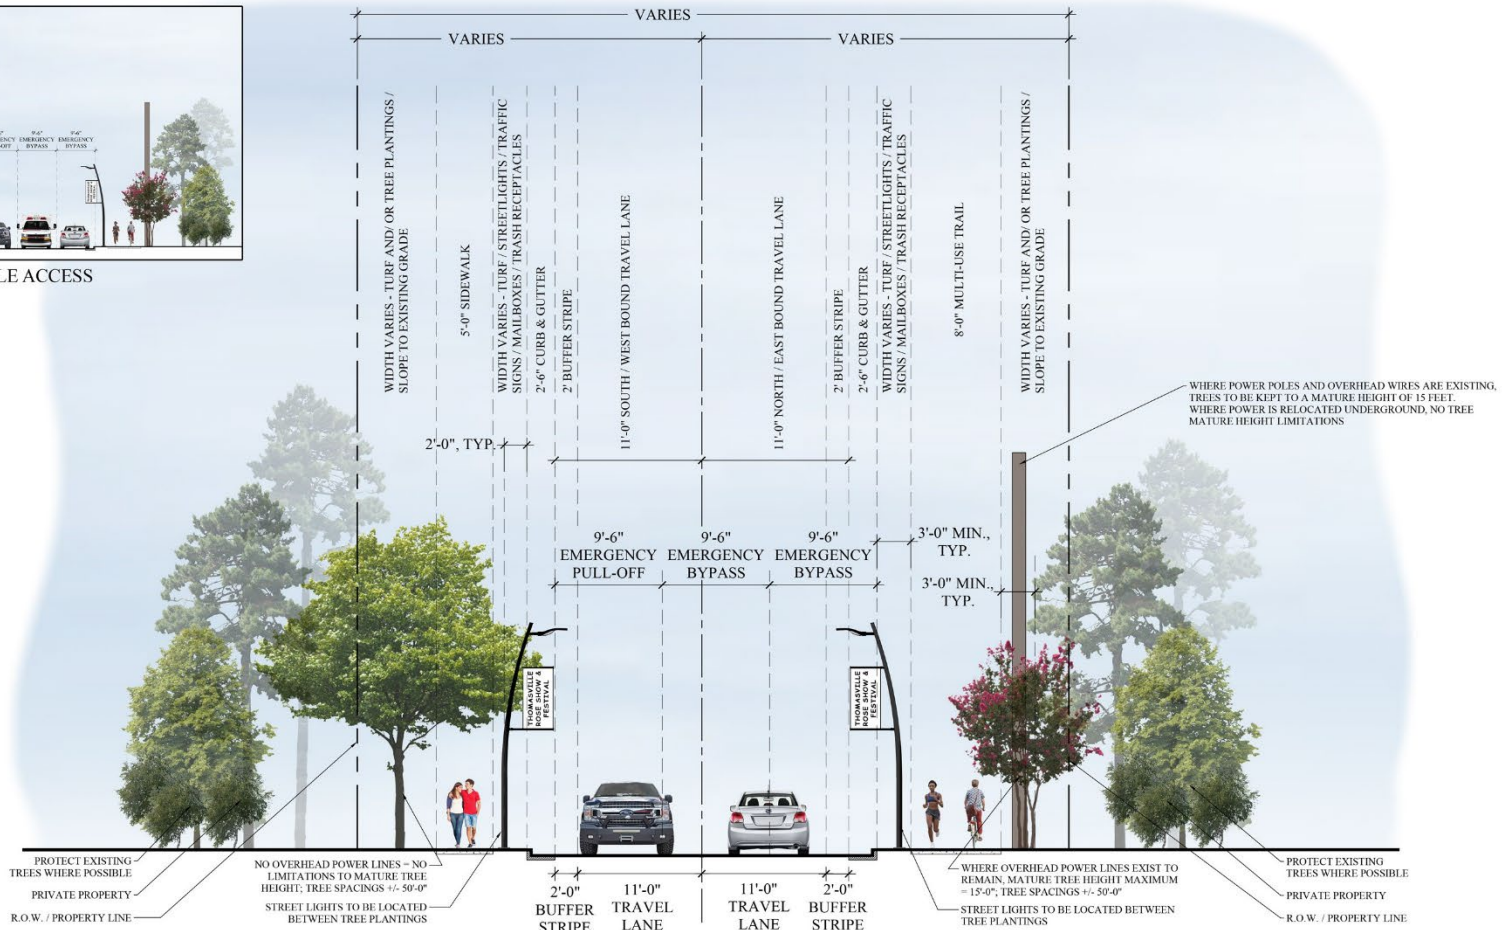 VARIES
VARIES
VARIES
WIDTH VARIES - TURF AND/ OR TREE PLANTINGS /
SLOPE TO EXISTING GRADE
5'-0" SIDEWALK
WIDTH VARIES - TURF / STREETLIGHTS / TRAFFIC
SIGNS / MAILBOXES / TRASH RECEPTACLES
2'-6" CURB & GUTTER
2' BUFFER STRIPE
11'-0" SOUTH / WEST BOUND TRAVEL LANE
11'-0" NORTH / EAST BOUND TRAVEL LANE
2' BUFFER STRIPE
2'-6" CURB & GUTTER
WIDTH VARIES - TURF / STREETLIGHTS / TRAFFIC
SIGNS / MAILBOXES / TRASH RECEPTACLES
8'-0" MULTI-USE TRAIL
WIDTH VARIES - TURF AND/ OR TREE PLANTINGS /
SLOPE TO EXISTING GRADE
9'-6"
EMERGENCY
BYPASS
9'-6"
EMERGENCY
BYPASS
LE ACCESS
WHERE POWER POLES AND OVERHEAD WIRES ARE EXISTING,
TREES TO BE KEPT TO A MATURE HEIGHT OF 15 FEET.
WHERE POWER IS RELOCATED UNDERGROUND, NO TREE
MATURE HEIGHT LIMITATIONS
2'-0", TYP.
9'-6"
EMERGENCY
PULL-OFF
9'-6"
EMERGENCY
BYPASS
9'-6"
EMERGENCY
BYPASS
3'-0" MIN.,
TYP.
3'-0" MIN.,
TYP.
THOMASVILLE
ROSE SHOW &
FESTIVAL
THOMASVILLE
ROSE SHOW &
FESTIVAL
PROTECT EXISTING
TREES WHERE POSSIBLE
PRIVATE PROPERTY
R.O.W. / PROPERTY LINE
NO OVERHEAD POWER LINES = NO
LIMITATIONS TO MATURE TREE
HEIGHT; TREE SPACINGS +/- 50'-0"
STREET LIGHTS TO BE LOCATED
BETWEEN TREE PLANTINGS
2'-0"
BUFFER
STRIPE
11'-0"
TRAVEL
LANE
11'-0"
TRAVEL
LANE
2'-0"
BUFFER
STRIPE
WHERE OVERHEAD POWER LINES EXIST TO
REMAIN, MATURE TREE HEIGHT MAXIMUM
= 15'-0"; TREE SPACINGS +/- 50'-0"
STREET LIGHTS TO BE LOCATED BETWEEN
TREE PLANTINGS
PROTECT EXISTING
TREES WHERE POSSIBLE
PRIVATE PROPERTY
R.O.W. / PROPERTY LINE